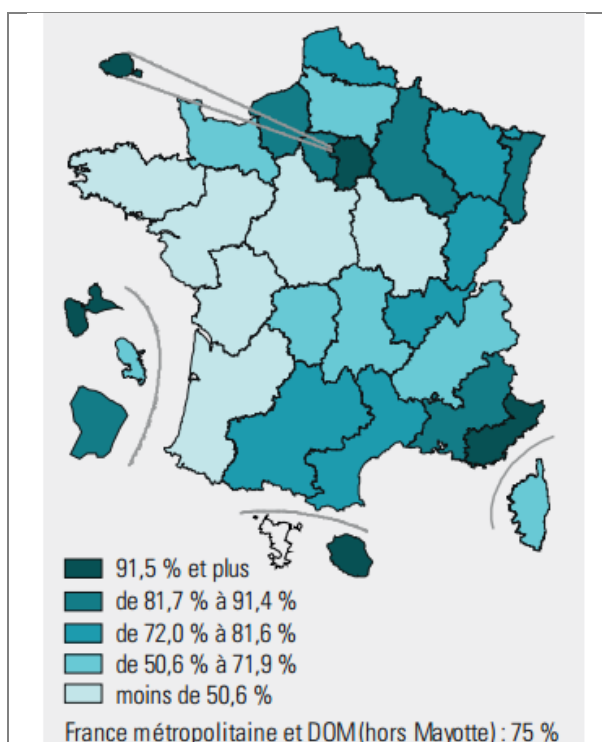 91,5 % et plus
de 81,7 % à 91,4 %
de 72,0 % à 81,6 %
de 50,6 % à 71,9 %
moins de 50,6 %
France métropolitaine et DOM (hors Mayotte) : 75 %